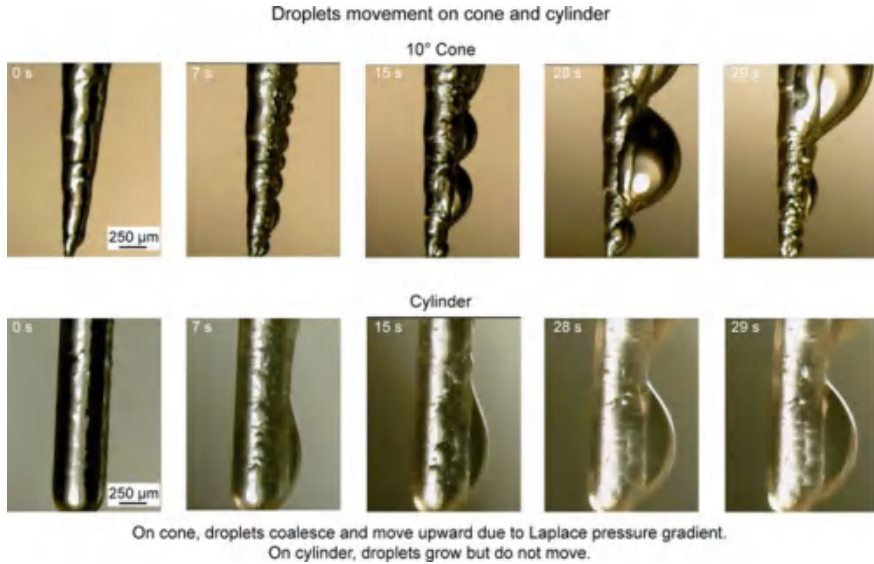 Droplets movement on cone and cylinder
10° Cone
0 s
7 s
15 s
28 s
29 s
250 µm
Cylinder
0 s
7 s
15 s
28 s
29 s
250 µm
On cone, droplets coalesce and move upward due to Laplace pressure gradient.
On cylinder, droplets grow but do not move.